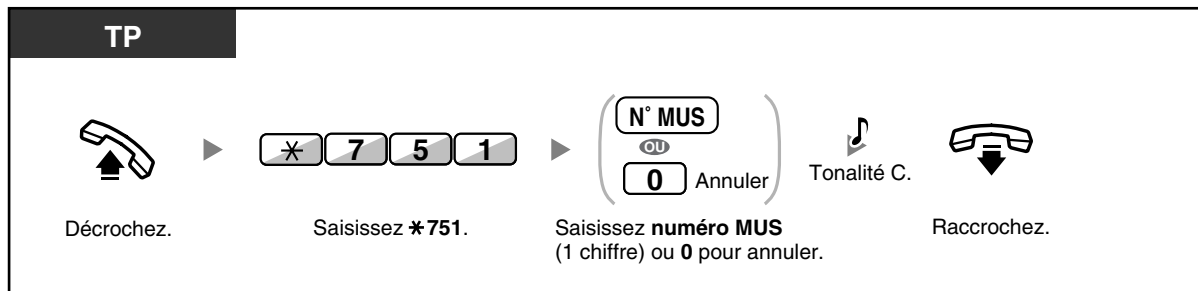 TP
✳ 7 5 1
N° MUS
OU
0 Annuler
Tonalité C.
Décrochez.
Saisissez ✳751.
Saisissez numéro MUS
(1 chiffre) ou 0 pour annuler.
Raccrochez.